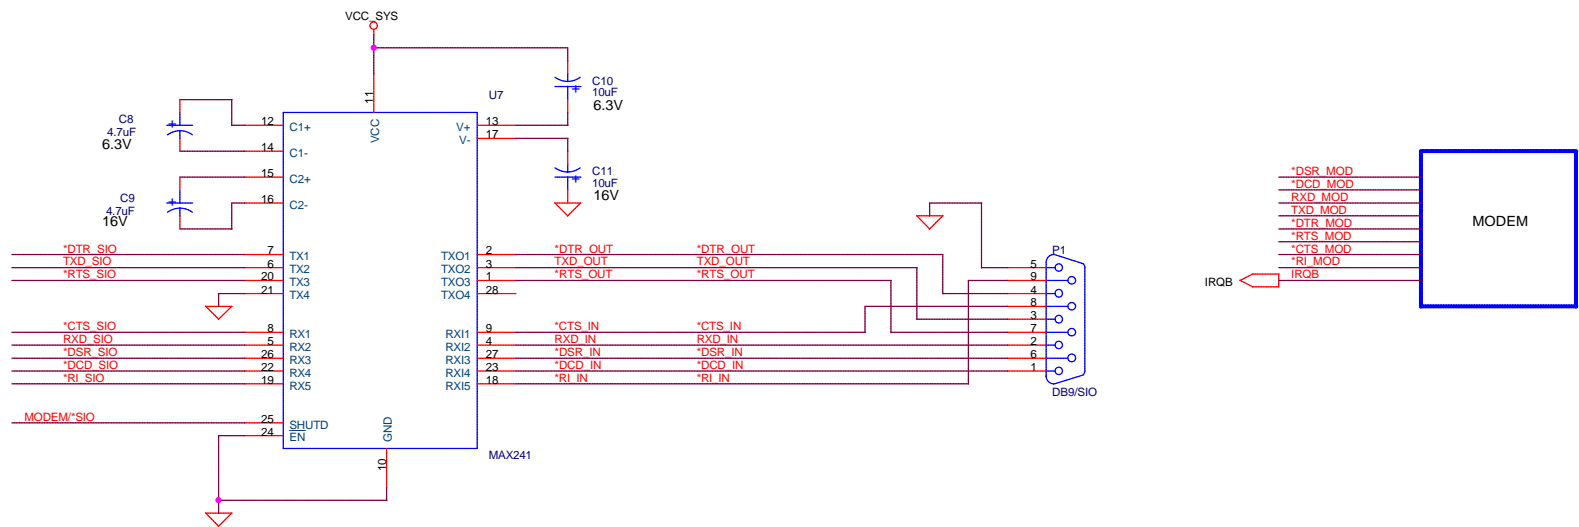 VCC_SYS
C10
10uF
6.3V
U7
11
VCC
C8
4.7uF
6.3V
12 C1+
14 C1-
15 C2+
16 C2-
V+ 13
V- 17
C11
10uF
16V
C9
4.7uF
16V
*DTR_SIO 7 TX1 TXO1 2 *DTR_OUT *DTR_OUT
TXD_SIO 6 TX2 TXO2 3 TXD_OUT TXD_OUT
*RTS_SIO 20 TX3 TXO3 1 *RTS_OUT *RTS_OUT
21 TX4 TXO4 28
*CTS_SIO 8 RX1 RXI1 9 *CTS_IN *CTS_IN
RXD_SIO 5 RX2 RXI2 4 RXD_IN RXD_IN
*DSR_SIO 26 RX3 RXI3 27 *DSR_IN *DSR_IN
*DCD_SIO 22 RX4 RXI4 23 *DCD_IN *DCD_IN
*RI_SIO 19 RX5 RXI5 18 *RI_IN *RI_IN
MODEM/*SIO 25 SHUTD
24 EN
GND
10
MAX241
P1
5
9
4
8
3
7
2
6
1
DB9/SIO
*DSR_MOD
*DCD_MOD
RXD_MOD
TXD_MOD
*DTR_MOD
*RTS_MOD
*CTS_MOD
*RI_MOD
IRQB IRQB
MODEM